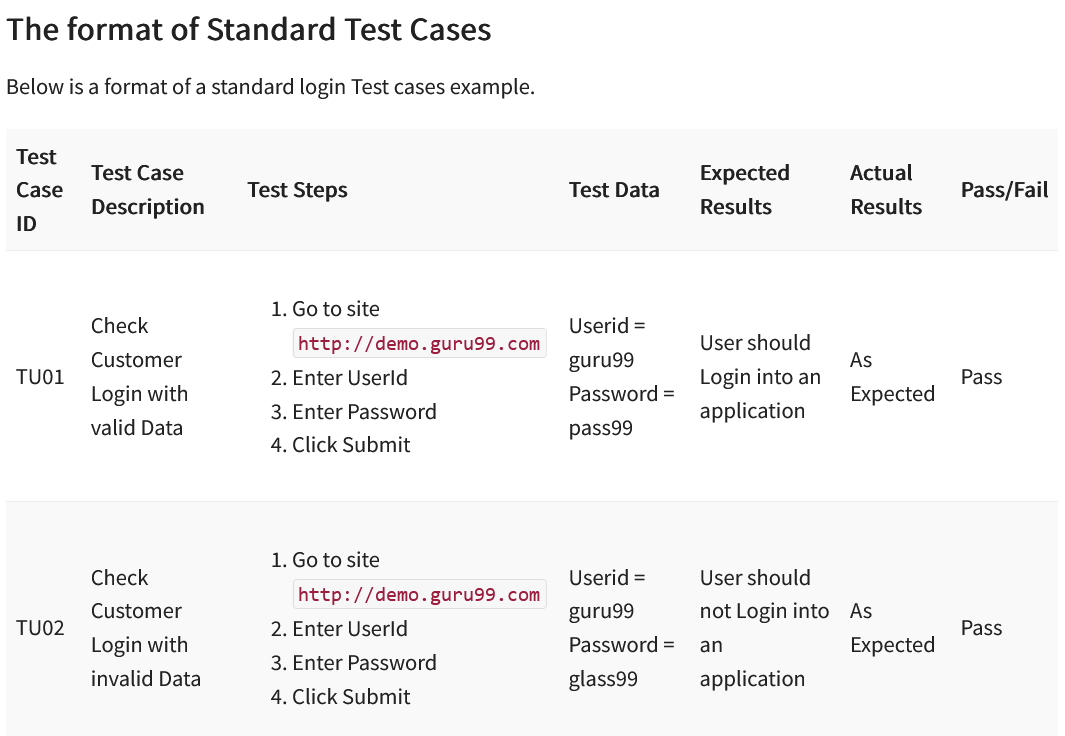 The format of Standard Test Cases
Below is a format of a standard login Test cases example.
Test
Case
ID
Test Case
Description
Test Steps
Test Data
Expected
Results
Actual
Results
Pass/Fail
TU01
Check
Customer
Login with
valid Data
1. Go to site
http://demo.guru99.com
2. Enter UserId
3. Enter Password
4. Click Submit
Userid =
guru99
Password =
pass99
User should
Login into an
application
As
Expected
Pass
TU02
Check
Customer
Login with
invalid Data
1. Go to site
http://demo.guru99.com
2. Enter UserId
3. Enter Password
4. Click Submit
Userid =
guru99
Password =
glass99
User should
not Login into
an
application
As
Expected
Pass